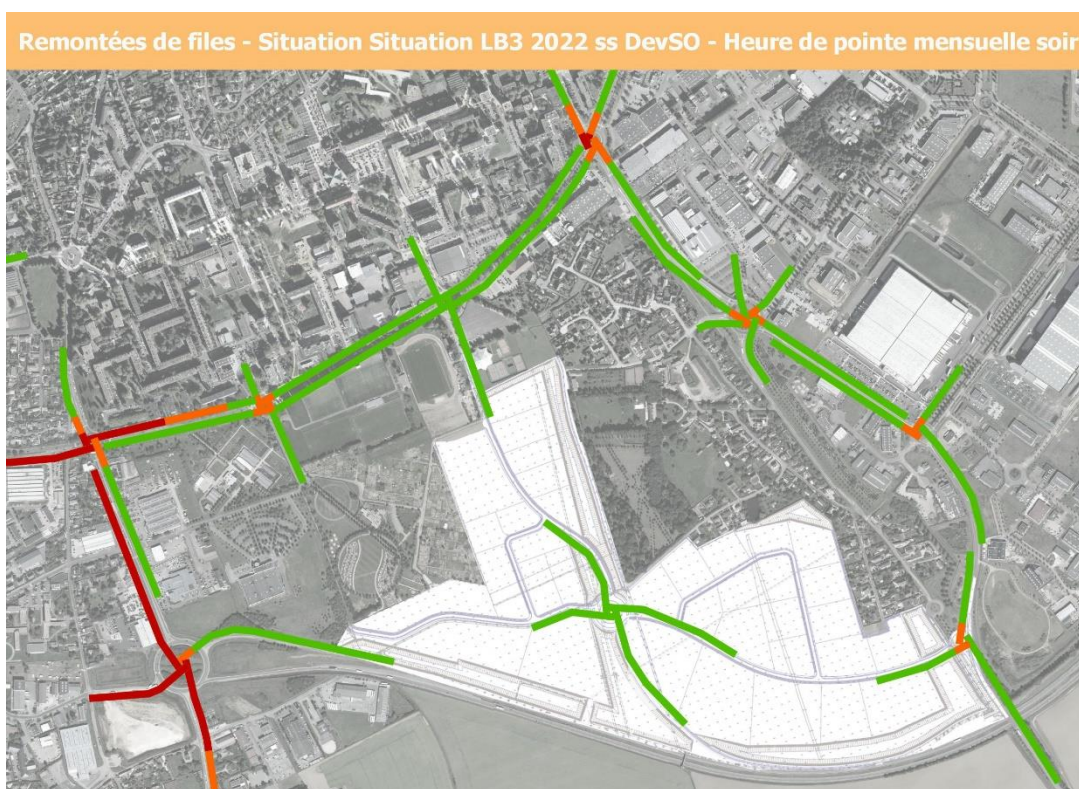 Remontées de files - Situation Situation LB3 2022 ss DevSO - Heure de pointe mensuelle soir